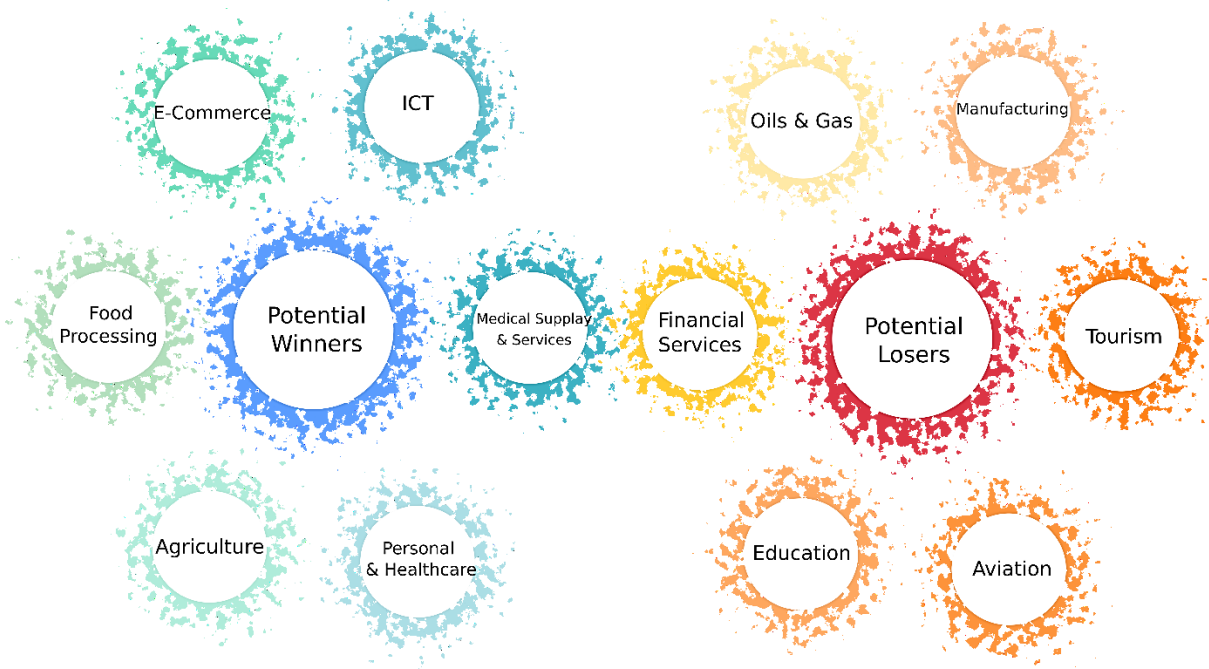 E-Commerce
ICT
Oils & Gas
Manufacturing
Food
Processing
Potential
Winners
Medical Supplay
& Services
Financial
Services
Potential
Losers
Tourism
Agriculture
Personal
& Healthcare
Education
Aviation